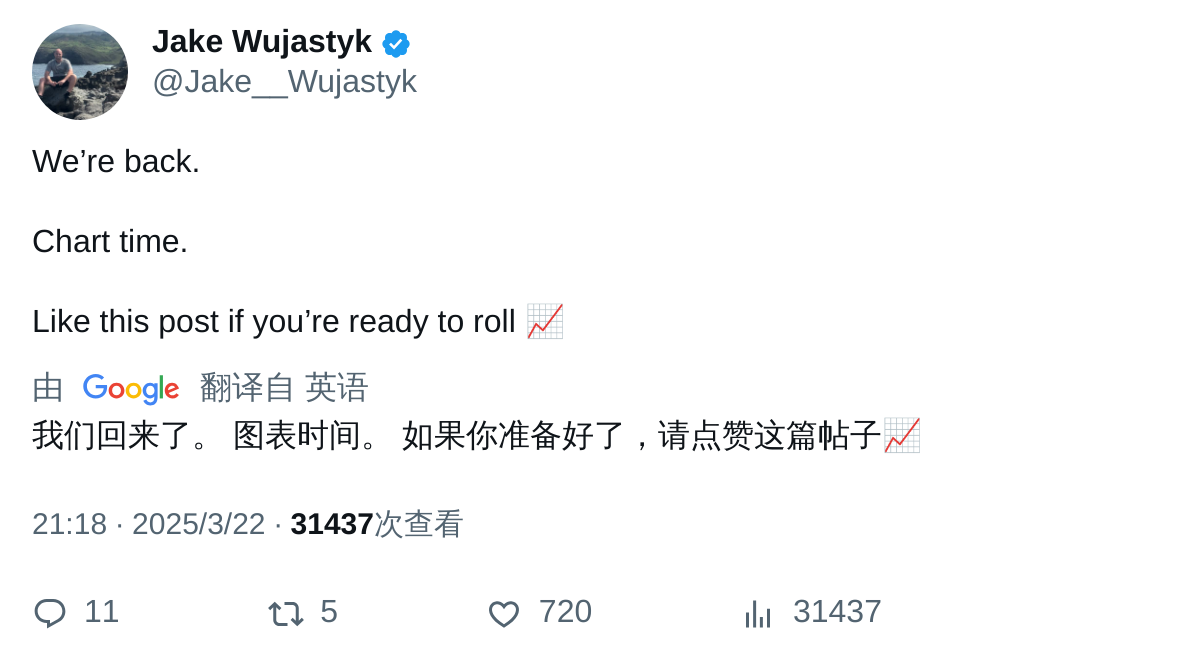 Jake Wujastyk
@Jake__Wujastyk
We’re back.
Chart time.
Like this post if you’re ready to roll 📈
由 Google 翻译自 英语
我们回来了。 图表时间。 如果你准备好了，请点赞这篇帖子📈
21:18 · 2025/3/22 · 31437次查看
11 5 720 31437